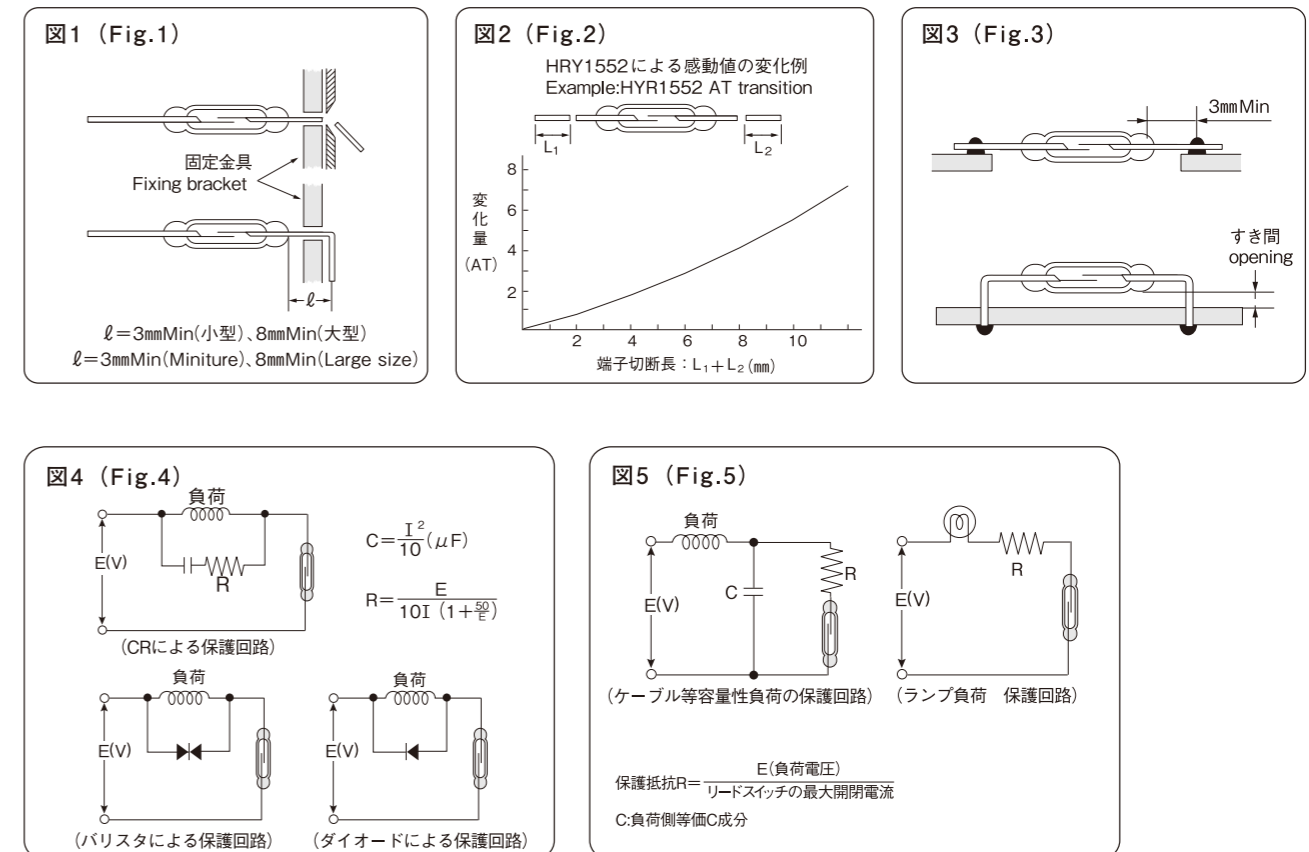 図1（Fig.1）
固定金具
Fixing bracket
ℓ
ℓ＝3㎜Min(小型)、8㎜Min(大型)
ℓ＝3㎜Min(Miniture)、8㎜Min(Large size)
図2（Fig.2）
HRY1552による感動値の変化例
Example:HYR1552 AT transition
L₁
L₂
変化量
(AT)
8
6
4
2
2 4 6 8 10
端子切断長：L₁＋L₂(㎜)
図3（Fig.3）
3㎜Min
すき間
opening
図4（Fig.4）
負荷
E(V)
R
C＝I²/10(μF)
R＝E/10I（1＋50/E）
(CRによる保護回路)
負荷
E(V)
(バリスタによる保護回路)
負荷
E(V)
(ダイオードによる保護回路)
図5（Fig.5）
負荷
E(V)
C
R
(ケーブル等容量性負荷の保護回路)
E(V)
R
(ランプ負荷　保護回路)
保護抵抗R＝E(負荷電圧)/リードスイッチの最大開閉電流
C:負荷側等価C成分